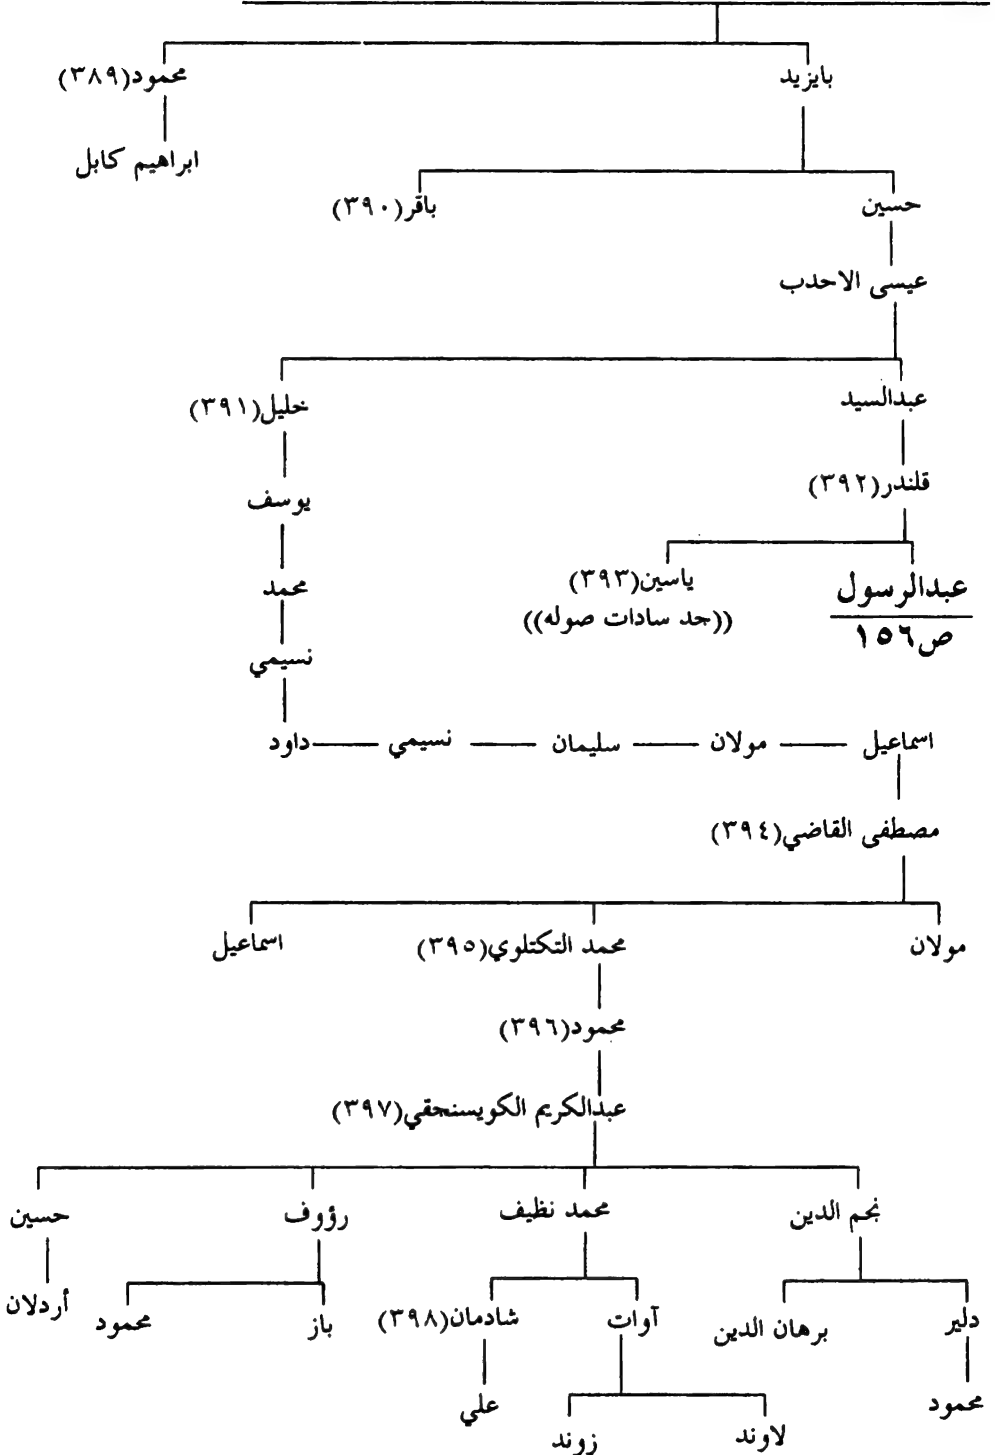 بايزيد
محمود(٣٨٩)
ابراهيم كابل
حسين
باقر(٣٩٠)
عيسى الاحدب
عبدالسيد
خليل(٣٩١)
قلندر(٣٩٢)
يوسف
عبدالرسول
ص١٥٦
ياسين(٣٩٣)
((جد سادات صوله))
محمد
نسيمي
اسماعيل مولان سليمان نسيمي داود
مصطفى القاضي(٣٩٤)
مولان
محمد التكتلوي(٣٩٥)
اسماعيل
محمود(٣٩٦)
عبدالكريم الكويسنحقي(٣٩٧)
نجم الدين
محمد نظيف
رؤوف
حسين
دلير
برهان الدين
آوات
شادمان(٣٩٨)
باز
محمود
أردلان
محمود
لاوند
زوند
علي